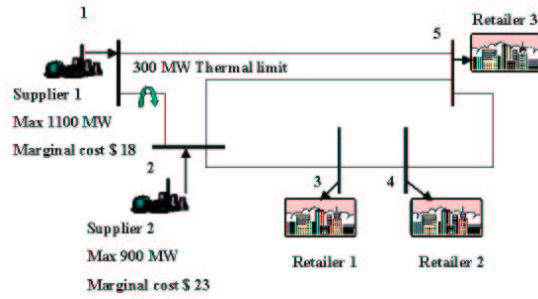 1
5
Retailer 3
300 MW Thermal limit
Supplier 1
Max 1100 MW
Marginal cost $ 18
2
3
4
Supplier 2
Max 900 MW
Marginal cost $ 23
Retailer 1
Retailer 2